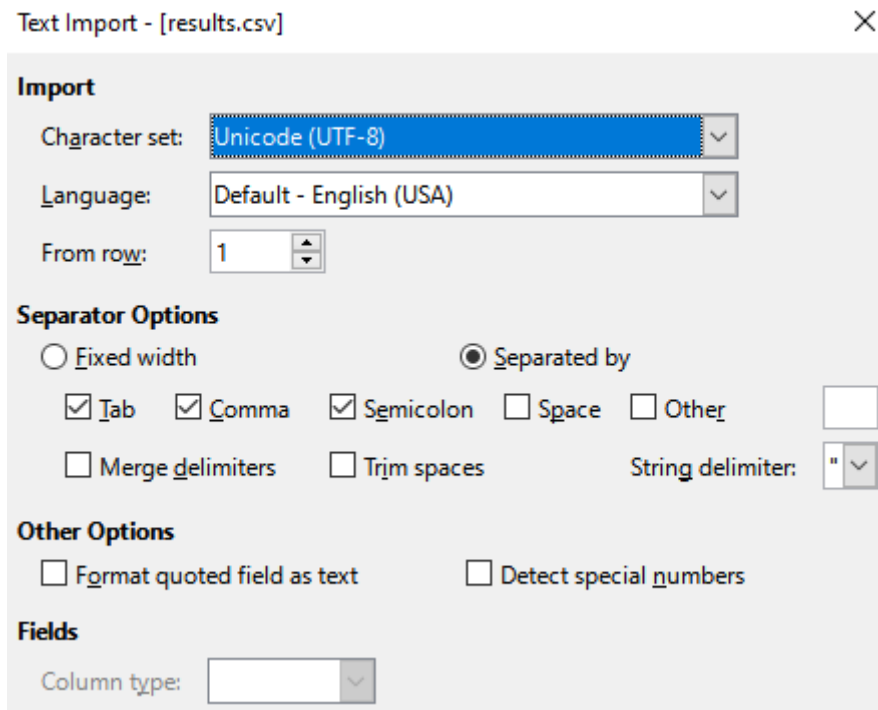 Text Import - [results.csv]
Import
Character set: Unicode (UTF-8)
Language: Default - English (USA)
From row: 1
Separator Options
Fixed width Separated by
Tab Comma Semicolon Space Other
Merge delimiters Trim spaces String delimiter: "
Other Options
Format quoted field as text Detect special numbers
Fields
Column type: